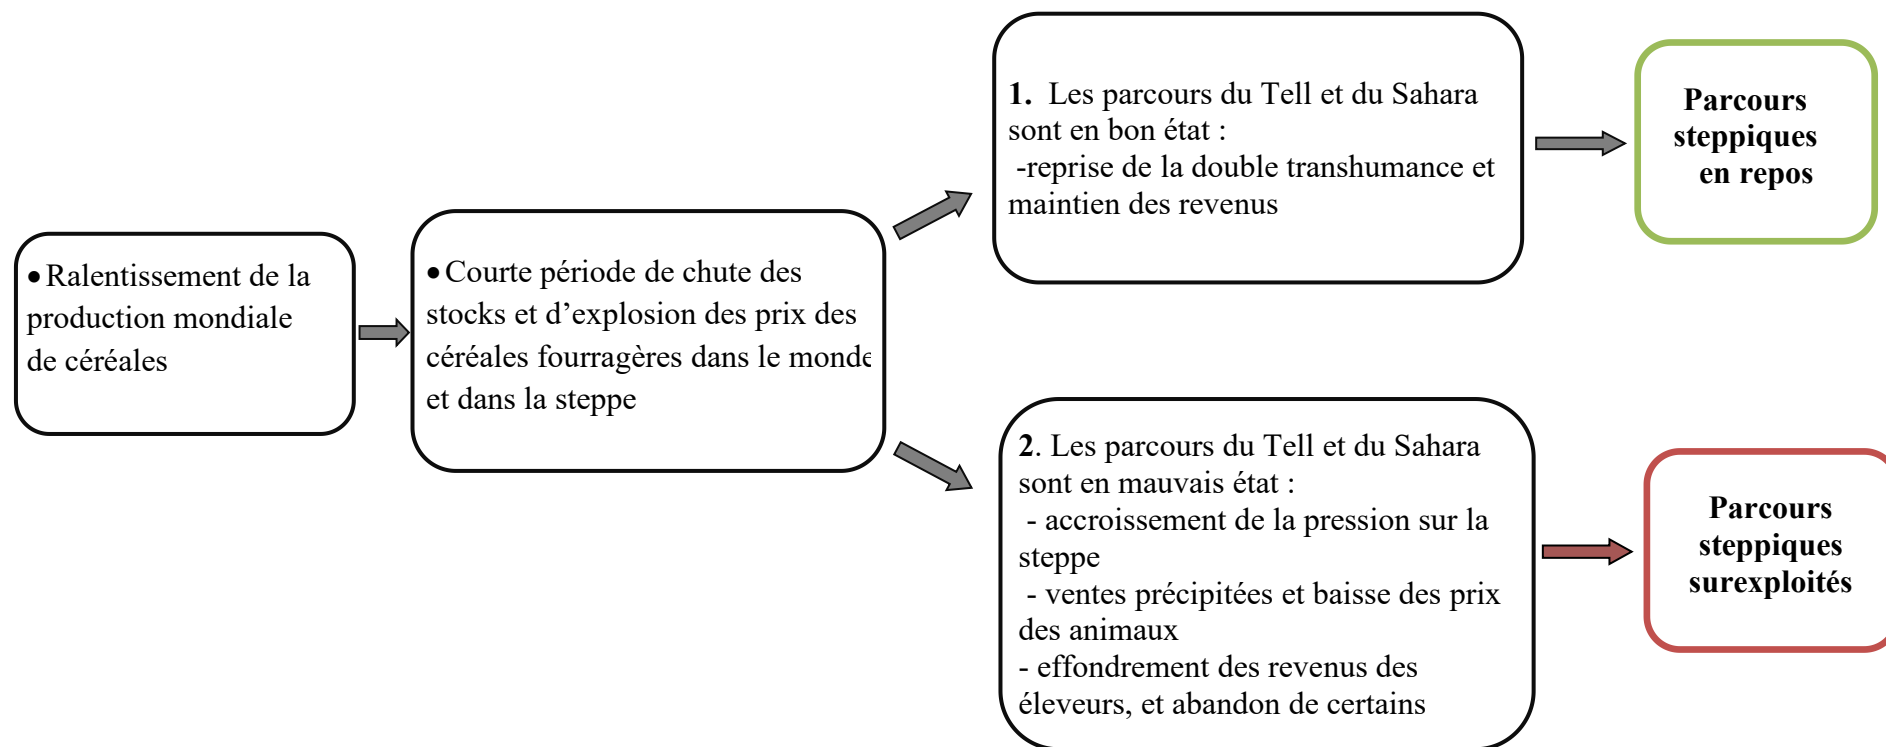 • Ralentissement de la
production mondiale
de céréales
• Courte période de chute des
stocks et d’explosion des prix des
céréales fourragères dans le monde
et dans la steppe
1. Les parcours du Tell et du Sahara
sont en bon état :
-reprise de la double transhumance et
maintien des revenus
Parcours
steppiques
en repos
2. Les parcours du Tell et du Sahara
sont en mauvais état :
- accroissement de la pression sur la
steppe
- ventes précipitées et baisse des prix
des animaux
- effondrement des revenus des
éleveurs, et abandon de certains
Parcours
steppiques
surexploités